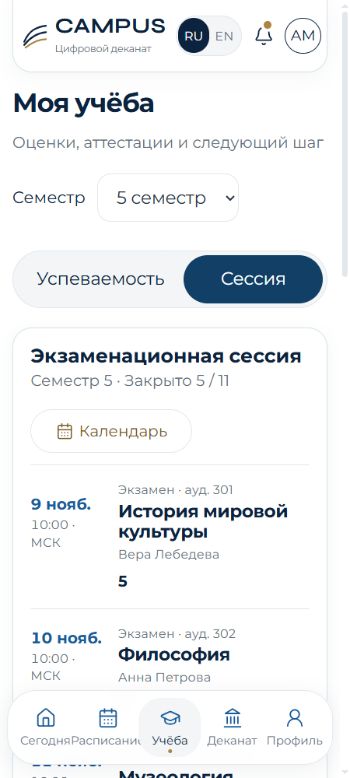 CAMPUS
Цифровой деканат
RU EN
AM
Моя учёба
Оценки, аттестации и следующий шаг
Семестр
5 семестр
Успеваемость
Сессия
Экзаменационная сессия
Семестр 5 · Закрыто 5 / 11
Календарь
9 нояб.
10:00 ·
МСК
Экзамен · ауд. 301
История мировой
культуры
Вера Лебедева
5
10 нояб.
10:00 ·
МСК
Экзамен · ауд. 302
Философия
Анна Петрова
Сегодня
Расписание
Учёба
Деканат
Профиль
Музеология